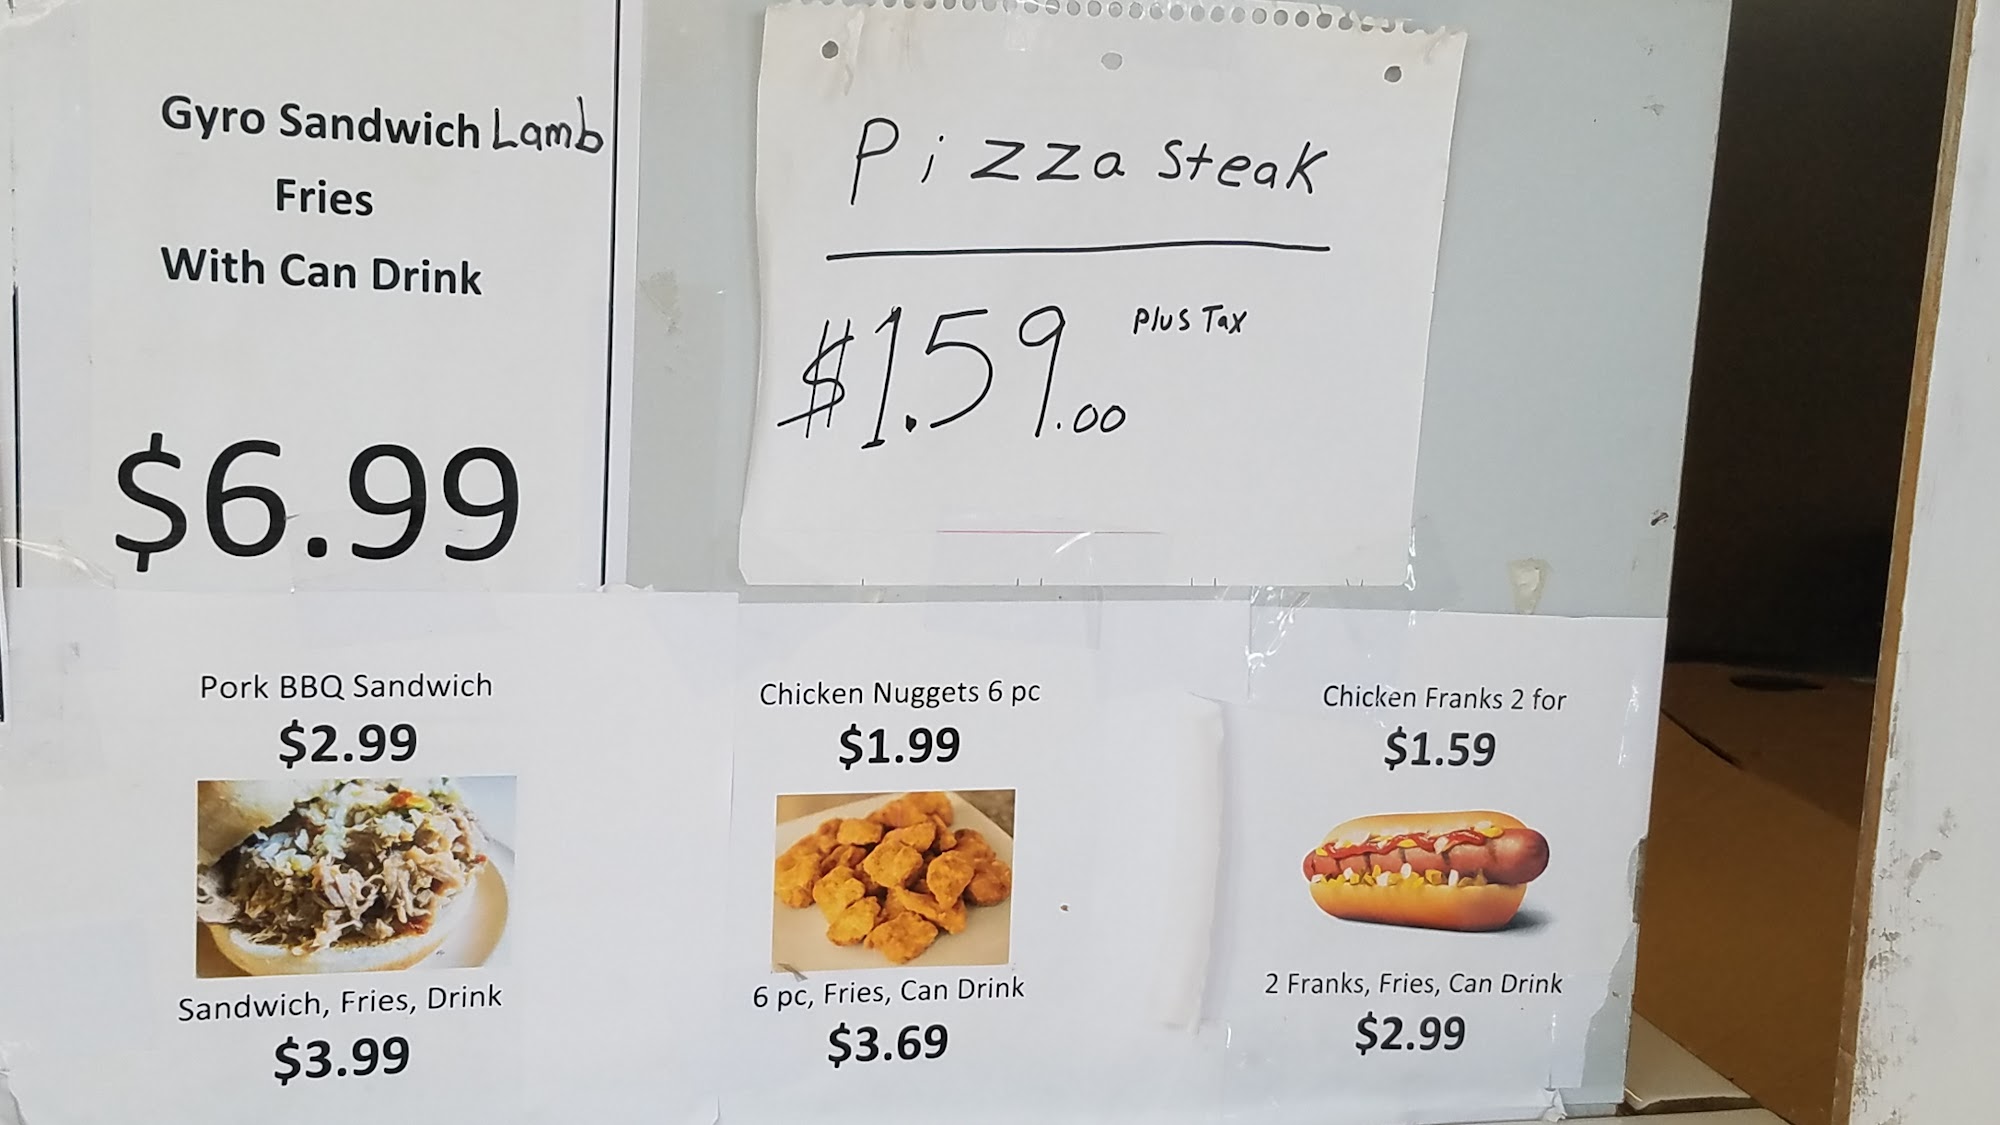 Gyro Sandwich Lamb
Fries
With Can Drink
$6.99
Pizza Steak
$1.59.00 Plus Tax
Pork BBQ Sandwich
$2.99
Sandwich, Fries, Drink
$3.99
Chicken Nuggets 6 pc
$1.99
6 pc, Fries, Can Drink
$3.69
Chicken Franks 2 for
$1.59
2 Franks, Fries, Can Drink
$2.99